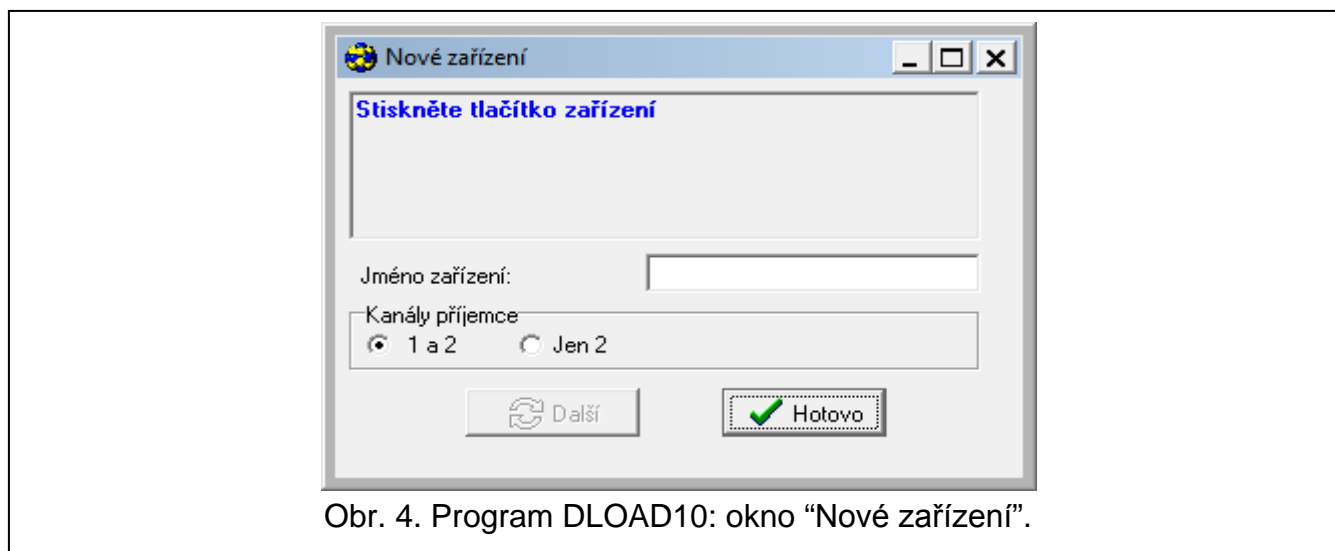 Nové zařízení
Stiskněte tlačítko zařízení
Jméno zařízení:
Kanály příjemce
1 a 2 Jen 2
Další Hotovo
Obr. 4. Program DLOAD10: okno “Nové zařízení”.